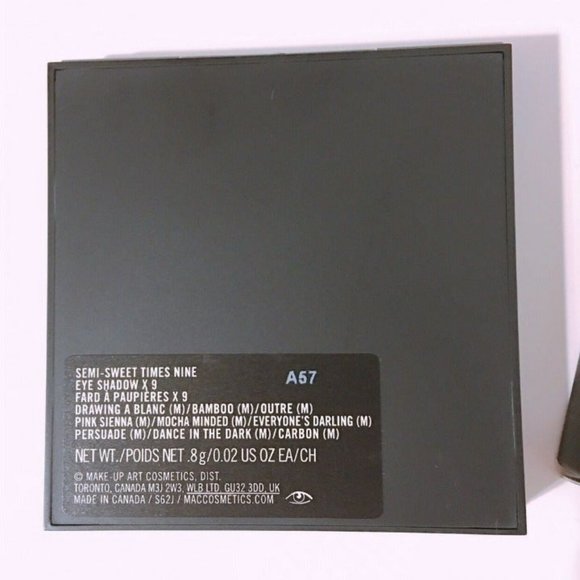 SEMI-SWEET TIMES NINE
A57
EYE SHADOW X 9
FARD À PAUPIÈRES X 9
DRAWING A BLANC (M)/BAMBOO (M)/OUTRE (M)
PINK SIENNA (M)/MOCHA MINDED (M)/EVERYONE'S DARLING (M)
PERSUADE (M)/DANCE IN THE DARK (M)/CARBON (M)
NET WT./POIDS NET .8g/0.02 US OZ EA/CH
© MAKE-UP ART COSMETICS, DIST.
TORONTO, CANADA M3J 2W3, WLB LTD. GU32 3DD, UK
MADE IN CANADA / S62J / MACCOSMETICS.COM